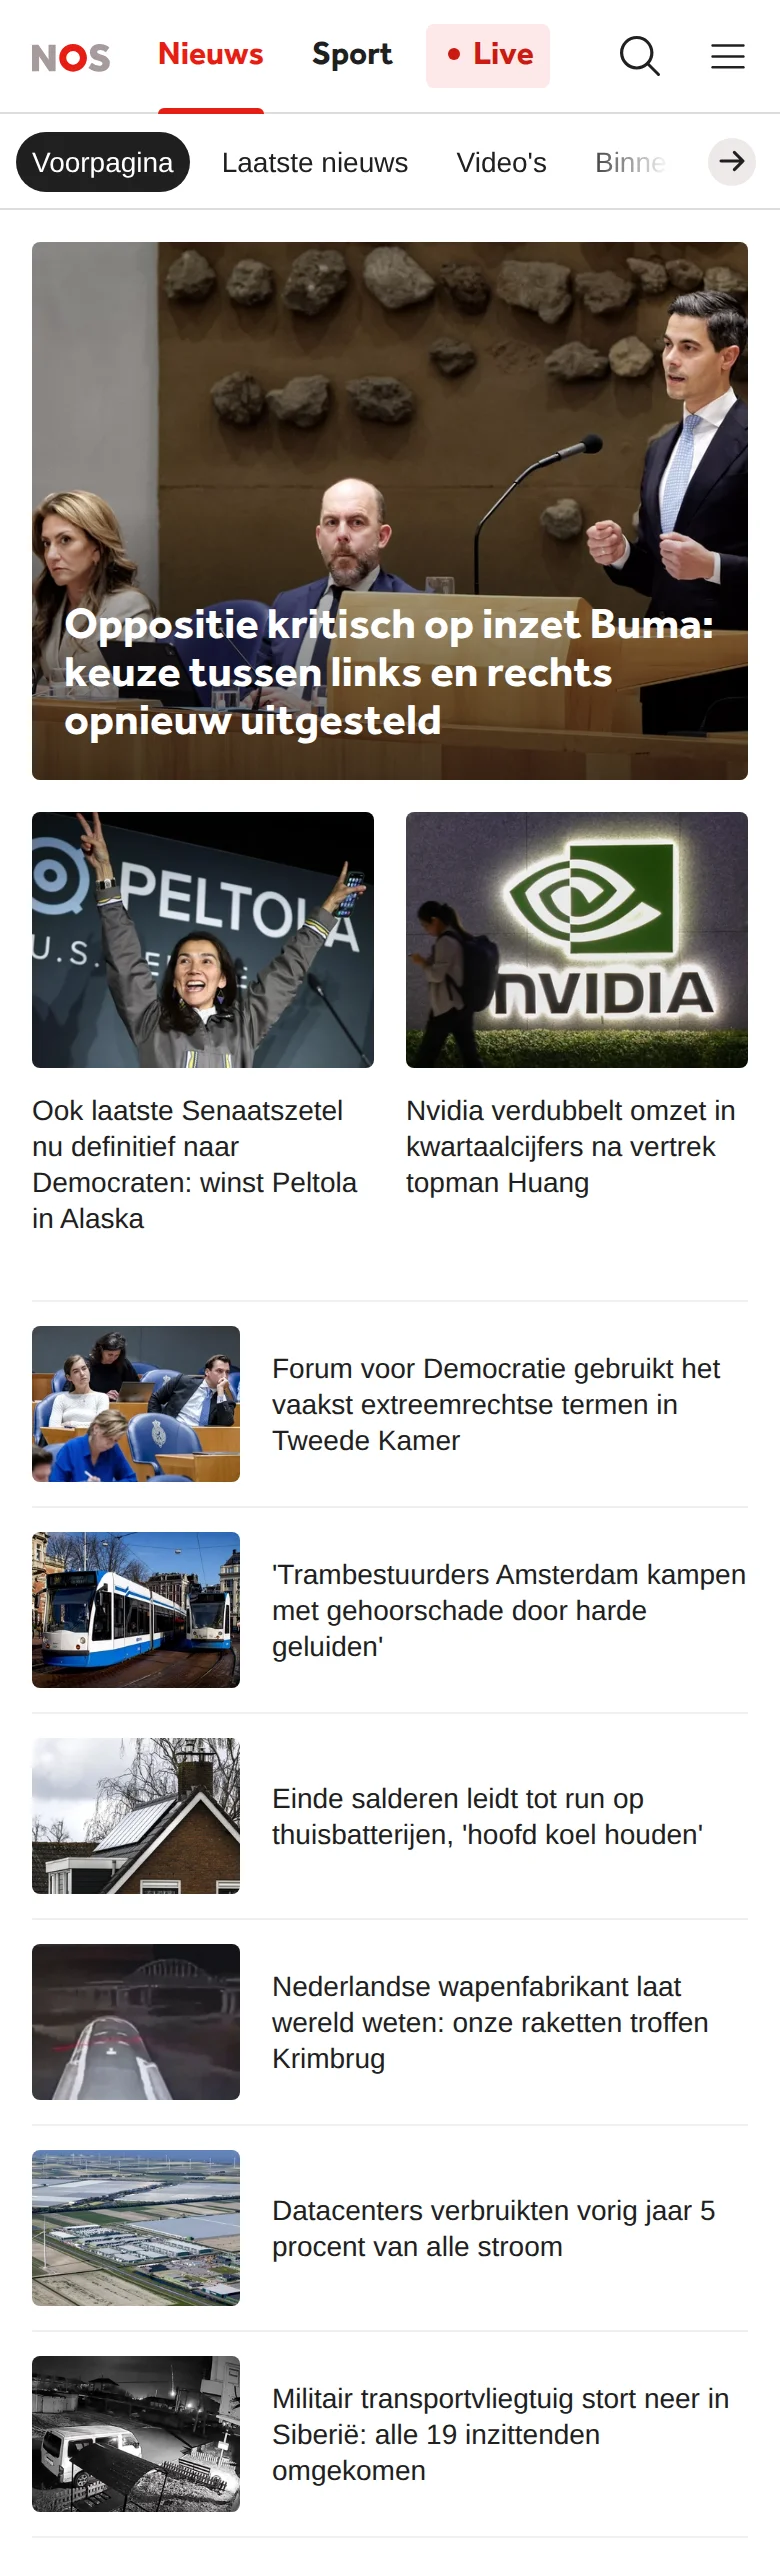 NOS
Nieuws
Sport
Live
Voorpagina
Laatste nieuws
Video's
Binne
Oppositie kritisch op inzet Buma:
keuze tussen links en rechts
opnieuw uitgesteld
PELTOLA
U.S.
NVIDIA
Ook laatste Senaatszetel
nu definitief naar
Democraten: winst Peltola
in Alaska
Nvidia verdubbelt omzet in
kwartaalcijfers na vertrek
topman Huang
Forum voor Democratie gebruikt het
vaakst extreemrechtse termen in
Tweede Kamer
'Trambestuurders Amsterdam kampen
met gehoorschade door harde
geluiden'
Einde salderen leidt tot run op
thuisbatterijen, 'hoofd koel houden'
Nederlandse wapenfabrikant laat
wereld weten: onze raketten troffen
Krimbrug
Datacenters verbruikten vorig jaar 5
procent van alle stroom
Militair transportvliegtuig stort neer in
Siberië: alle 19 inzittenden
omgekomen